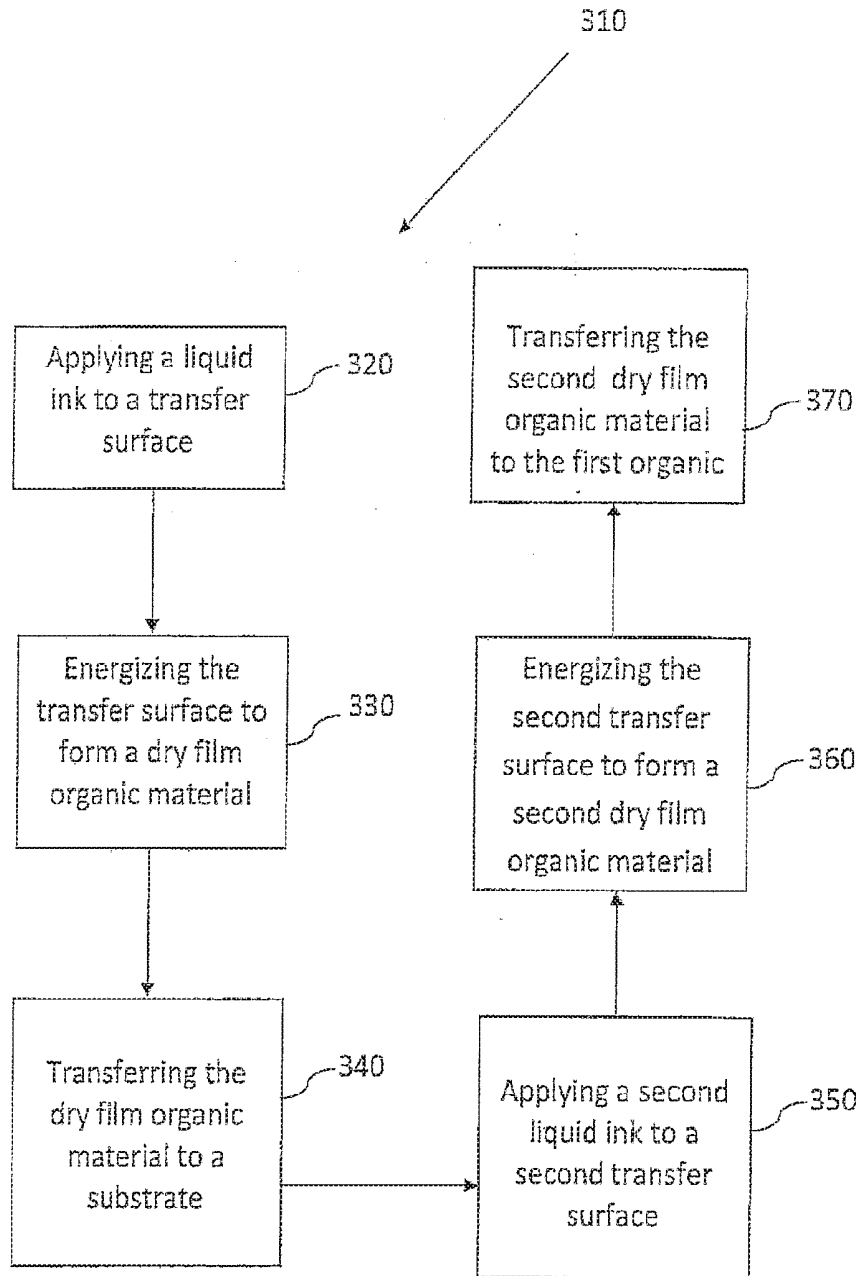 310
Applying a liquid
ink to a transfer
surface
320
Energizing the
transfer surface to
form a dry film
organic material
330
Transferring the
dry film organic
material to a
substrate
340
Applying a second
liquid ink to a
second transfer
surface
350
Energizing the
second transfer
surface to form a
second dry film
organic material
360
Transferring the
second dry film
organic material
to the first organic
370